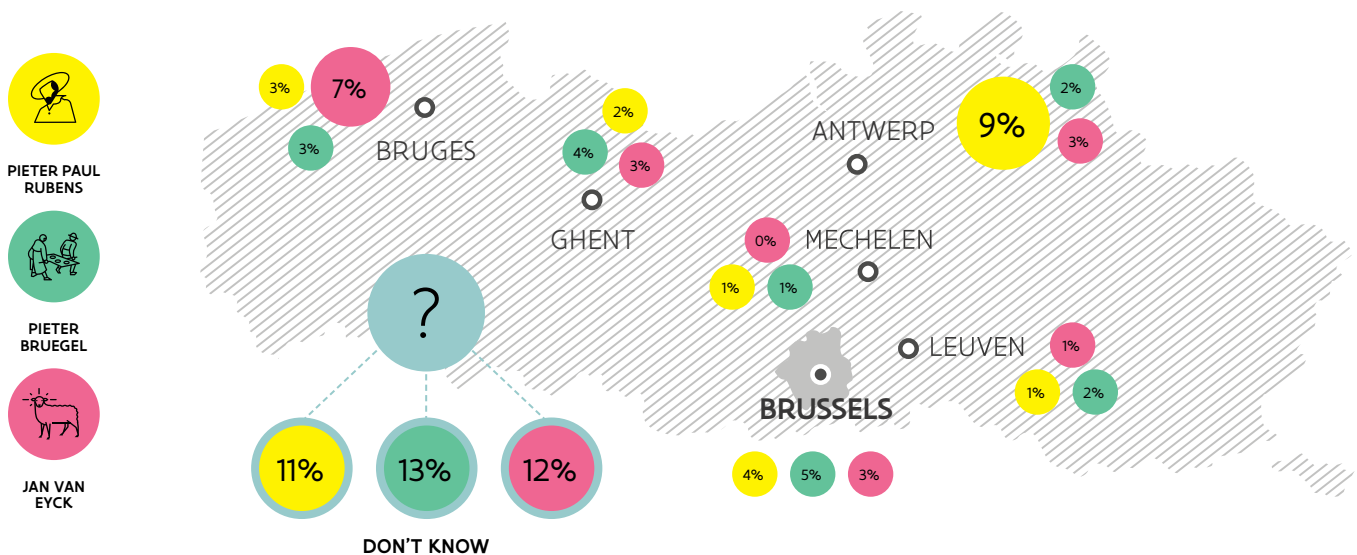 PIETER PAUL
RUBENS
PIETER
BRUEGEL
JAN VAN
EYCK
3%
7%
3%
BRUGES
2%
4%
3%
GHENT
ANTWERP
9%
2%
3%
0%
MECHELEN
1%
1%
LEUVEN
1%
1%
2%
BRUSSELS
4%
5%
3%
?
11%
13%
12%
DON'T KNOW